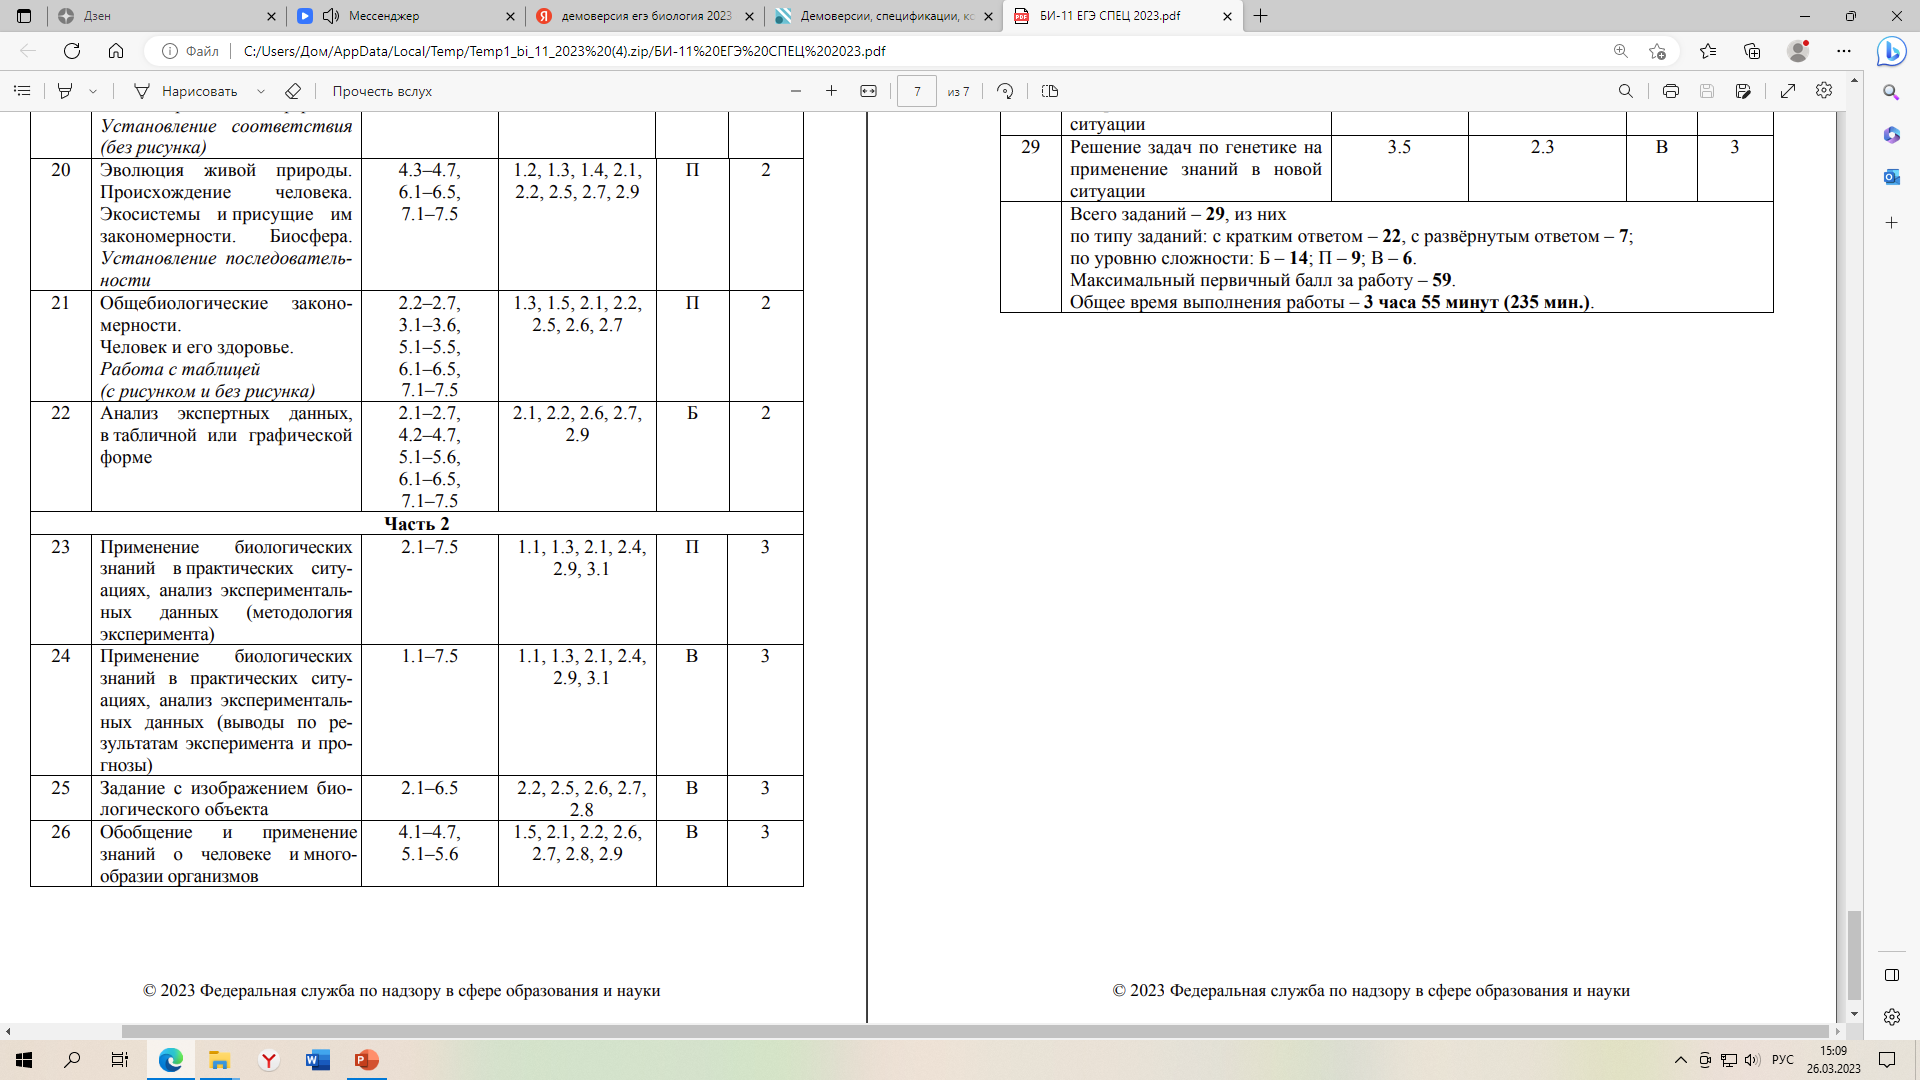 Дзен
Мессенджер
демоверсия егэ биология 2023
Демоверсии, спецификации, ко
БИ-11 ЕГЭ СПЕЦ 2023.pdf
Файл
C:/Users/Дом/AppData/Local/Temp/Temp1_bi_11_2023%20(4).zip/БИ-11%20ЕГЭ%20СПЕЦ%202023.pdf
Нарисовать
Прочесть вслух
7
из 7
Установление соответствия
(без рисунка)
20
Эволюция живой природы.
Происхождение человека.
Экосистемы и присущие им
закономерности. Биосфера.
Установление последователь-
ности
4.3–4.7,
6.1–6.5,
7.1–7.5
1.2, 1.3, 1.4, 2.1,
2.2, 2.5, 2.7, 2.9
П
2
21
Общебиологические законо-
мерности.
Человек и его здоровье.
Работа с таблицей
(с рисунком и без рисунка)
2.2–2.7,
3.1–3.6,
5.1–5.5,
6.1–6.5,
7.1–7.5
1.3, 1.5, 2.1, 2.2,
2.5, 2.6, 2.7
П
2
22
Анализ экспертных данных,
в табличной или графической
форме
2.1–2.7,
4.2–4.7,
5.1–5.6,
6.1–6.5,
7.1–7.5
2.1, 2.2, 2.6, 2.7,
2.9
Б
2
Часть 2
23
Применение биологических
знаний в практических ситу-
ациях, анализ эксперименталь-
ных данных (методология
эксперимента)
2.1–7.5
1.1, 1.3, 2.1, 2.4,
2.9, 3.1
П
3
24
Применение биологических
знаний в практических ситу-
ациях, анализ эксперименталь-
ных данных (выводы по ре-
зультатам эксперимента и про-
гнозы)
1.1–7.5
1.1, 1.3, 2.1, 2.4,
2.9, 3.1
В
3
25
Задание с изображением био-
логического объекта
2.1–6.5
2.2, 2.5, 2.6, 2.7,
2.8
В
3
26
Обобщение и применение
знаний о человеке и много-
образии организмов
4.1–4.7,
5.1–5.6
1.5, 2.1, 2.2, 2.6,
2.7, 2.8, 2.9
В
3
© 2023 Федеральная служба по надзору в сфере образования и науки
ситуации
29
Решение задач по генетике на
применение знаний в новой
ситуации
3.5
2.3
В
3
Всего заданий – 29, из них
по типу заданий: с кратким ответом – 22, с развёрнутым ответом – 7;
по уровню сложности: Б – 14; П – 9; В – 6.
Максимальный первичный балл за работу – 59.
Общее время выполнения работы – 3 часа 55 минут (235 мин.).
© 2023 Федеральная служба по надзору в сфере образования и науки
РУС
15:09
26.03.2023